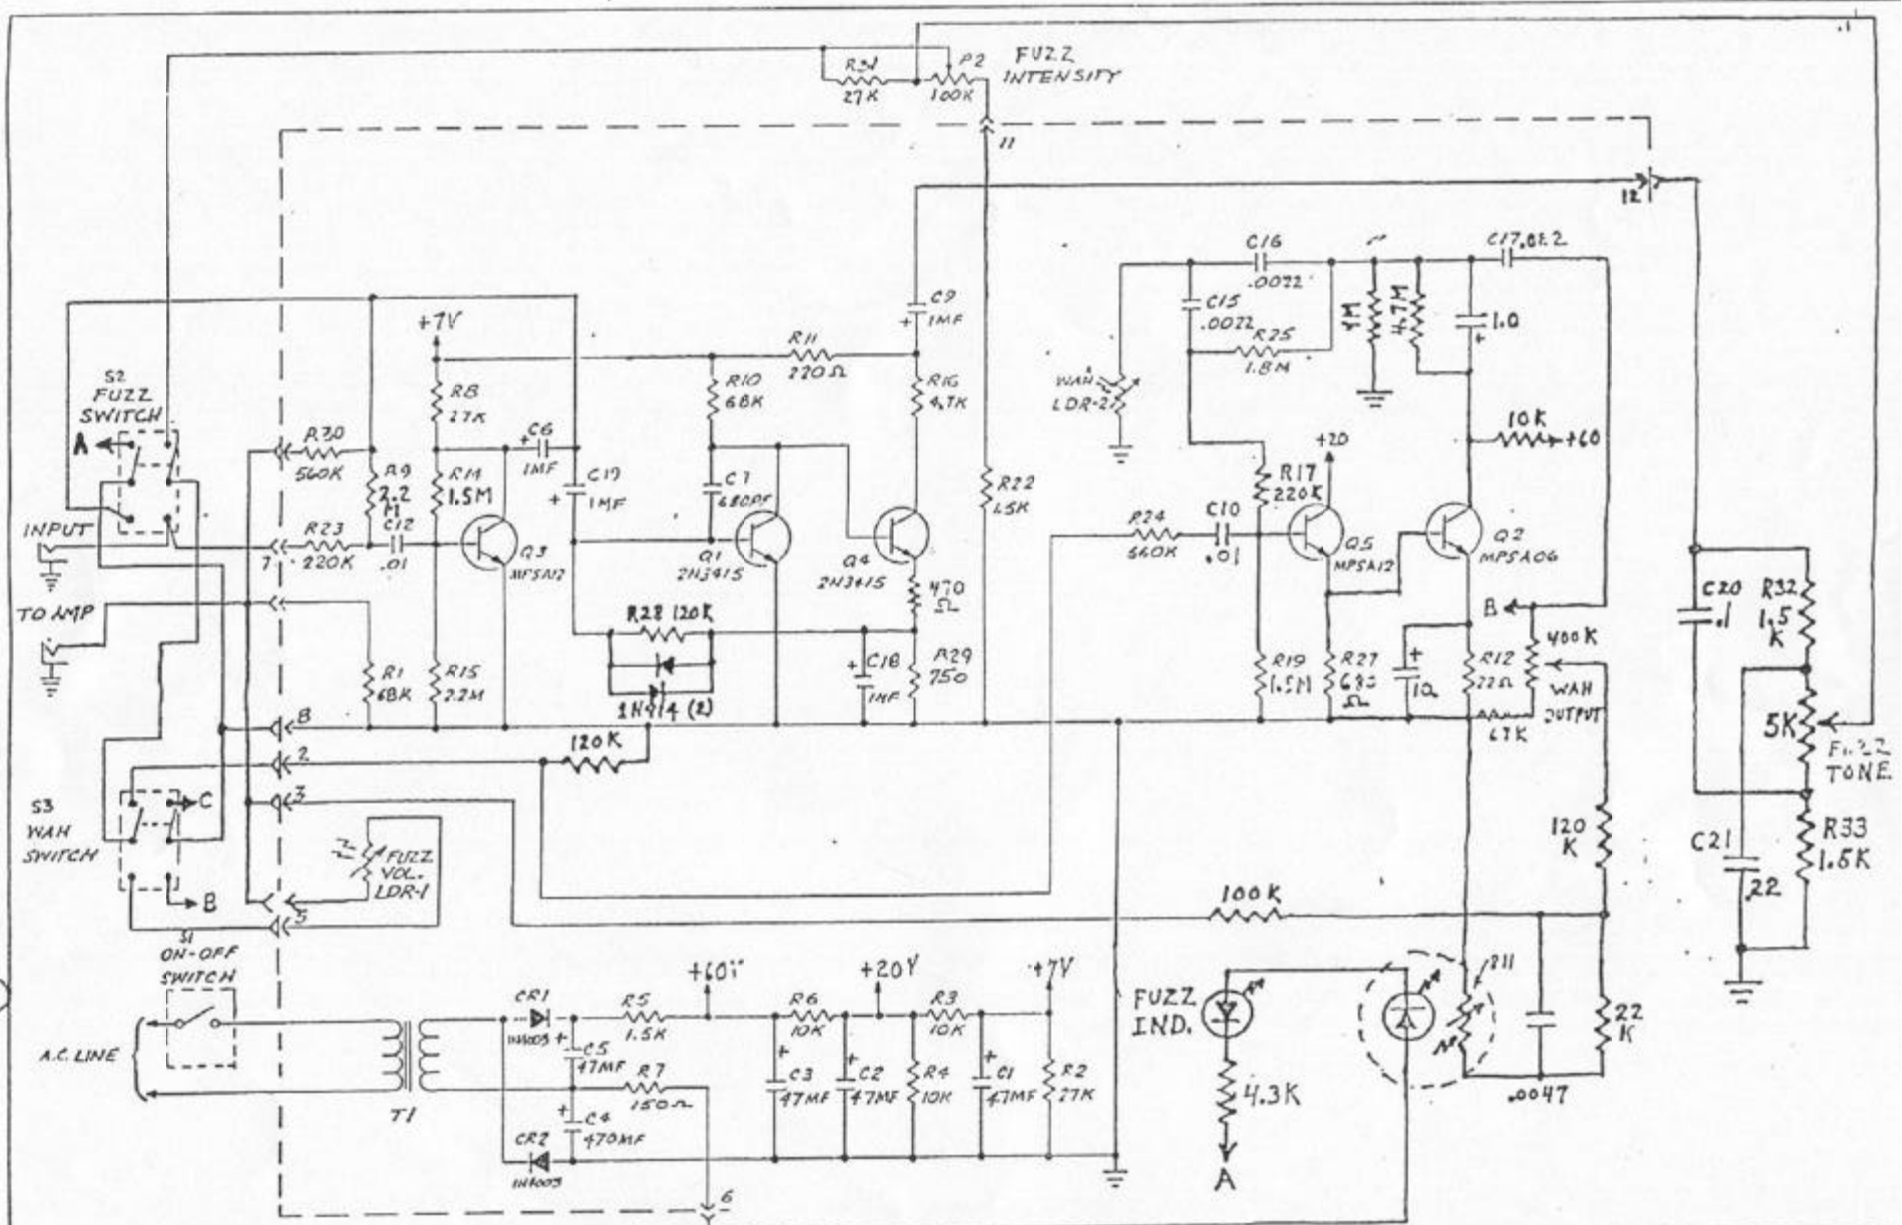 FUZZ
INTENSITY
P2
100K
27K
11
12
C16
.0022
C15
.0022
R25
1.8M
4.7M
1.0
+
C9
+ 1MF
+7V
R11
220Ω
R8
R10
68K
R16
4.7K
WAH
LDR-2
10K
+60
S2
FUZZ
SWITCH
A
R30
560K
R9
2.2
M
R14
1.5M
+ C6
1MF
C19
+ 1MF
C7
R22
1.5K
+20
R17
220K
INPUT
R23
220K
7
C12
.01
Q3
MPSA12
Q1
2N3415
Q4
2N3415
R24
C10
.01
Q5
MPSA12
Q2
MPSA06
TO AMP
470
Ω
R28 120K
B
400K
WAH
OUTPUT
C20
.1
R32
1.5
K
R1
68K
R15
2.2M
1N914 (2)
+ C18
1MF
R29
750
R19
1.5M
R27
Ω
+
R12
22Ω
8
2
120K
5K
FUZZ
TONE
S3
WAH
SWITCH
C
3
B
5
FUZZ
VOL.
LDR-1
120
K
C21
.22
R33
1.5K
100K
S1
ON-OFF
SWITCH
A.C. LINE
T1
CR1
1N4003
+
C5
47MF
R5
1.5K
R7
150Ω
+
C4
470MF
CR2
1N4003
6
R6
10K
+20V
R3
10K
+7V
+
C3
47MF
+
C2
47MF
R4
10K
+
C1
47MF
R2
27K
FUZZ
IND.
4.3K
A
22
K
.0047